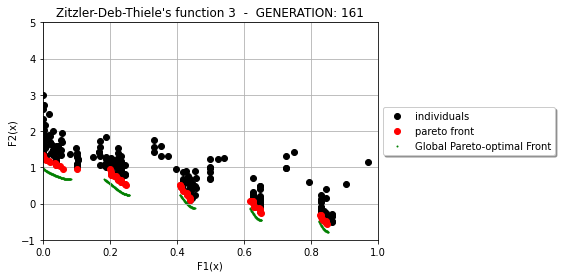 Zitzler-Deb-Thiele's function 3 - GENERATION: 161
5
4
3
2
1
0
−1
F2(x)
0.0 0.2 0.4 0.6 0.8 1.0
F1(x)
individuals
pareto front
Global Pareto-optimal Front